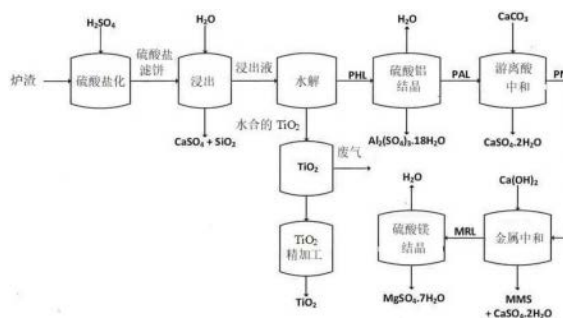 H₂SO₄
H₂O
H₂O
CaCO₃
炉渣
硫酸盐化
硫酸盐
滤饼
浸出
浸出液
水解
PHL
硫酸铝
结晶
PAL
游离酸
中和
水合的 TiO₂
CaSO₄ + SiO₂
Al₂(SO₄)₃.18H₂O
CaSO₄.2H₂O
TiO₂
废气
H₂O
Ca(OH)₂
TiO₂
精加工
硫酸镁
结晶
MRL
金属中和
TiO₂
MgSO₄.7H₂O
MMS
+ CaSO₄.2H₂O